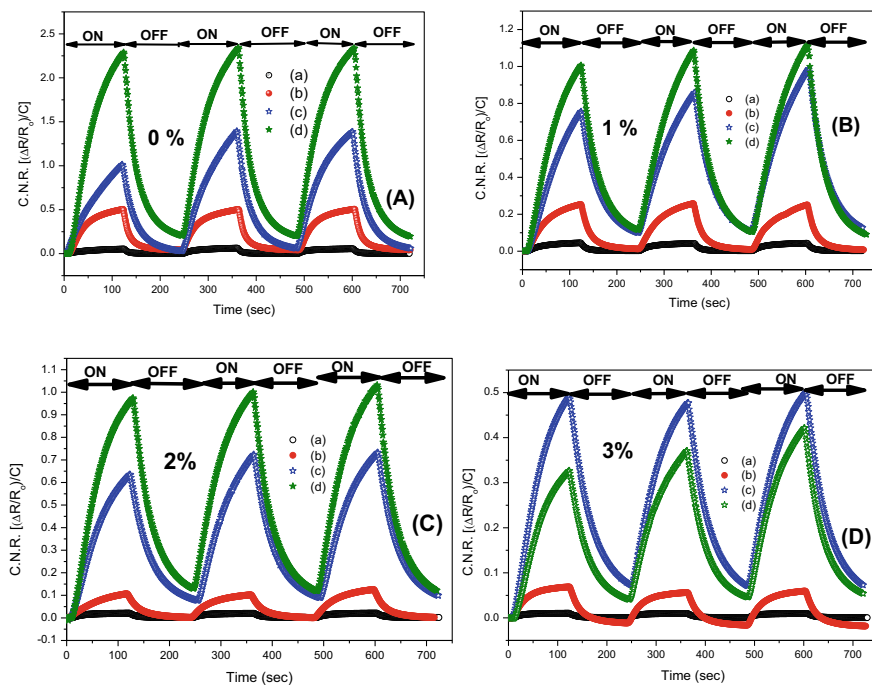 ON OFF ON OFF ON OFF
2.5
2.0
1.5
1.0
0.5
0.0
C.N.R. [(ΔR/R₀)/C]
0 %
(a)
(b)
(c)
(d)
(A)
0 100 200 300 400 500 600 700
Time (sec)
ON OFF ON OFF ON OFF
1.0
0.8
0.6
0.4
0.2
0.0
C.N.R. [(ΔR/R₀)/C]
1 %
(a)
(b)
(c)
(d)
(B)
0 100 200 300 400 500 600 700
Time (sec)
ON OFF ON OFF ON OFF
1.1
1.0
0.9
0.8
0.7
0.6
0.5
0.4
0.3
0.2
0.1
0.0
-0.1
C.N.R. [(ΔR/R₀)/C]
2%
(a)
(b)
(c)
(d)
(C)
0 100 200 300 400 500 600 700
Time (sec)
ON OFF ON OFF ON OFF
0.5
0.4
0.3
0.2
0.1
0.0
C.N.R. [(ΔR/R₀)/C]
3%
(a)
(b)
(c)
(d)
(D)
0 100 200 300 400 500 600 700
Time (sec)